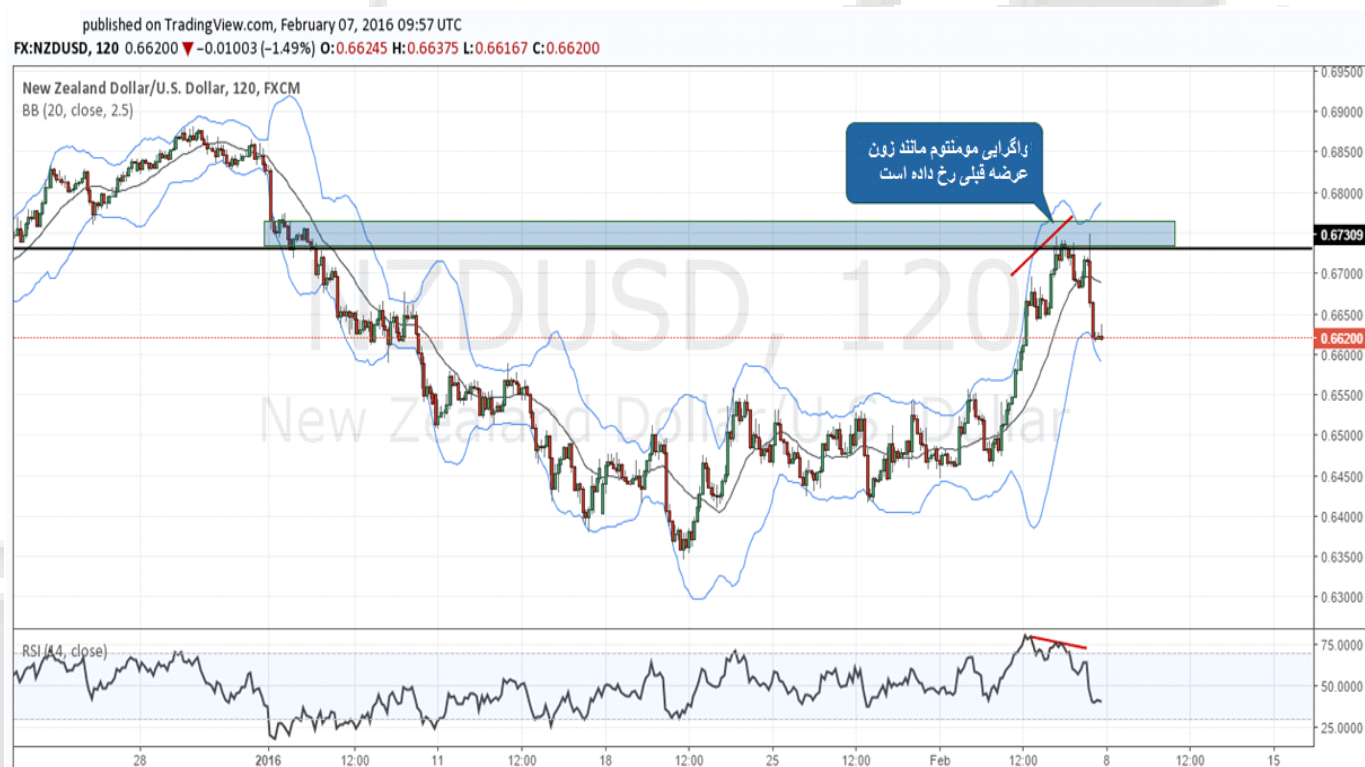 published on TradingView.com, February 07, 2016 09:57 UTC
FX:NZDUSD, 120 0.66200 ▼ −0.01003 (−1.49%) O:0.66245 H:0.66375 L:0.66167 C:0.66200
New Zealand Dollar/U.S. Dollar, 120, FXCM
BB (20, close, 2.5)
واگرایی مومنتوم مانند زون
عرضه قبلی رخ داده است
NZDUSD, 120
New Zealand Dollar/U.S. Dollar
0.69500
0.69000
0.68500
0.68000
0.67309
0.67000
0.66500
0.66200
0.66000
0.65500
0.65000
0.64500
0.64000
0.63500
0.63000
RSI (14, close)
75.0000
50.0000
25.0000
28 2016 12:00 11 12:00 18 12:00 25 12:00 Feb 12:00 8 12:00 15